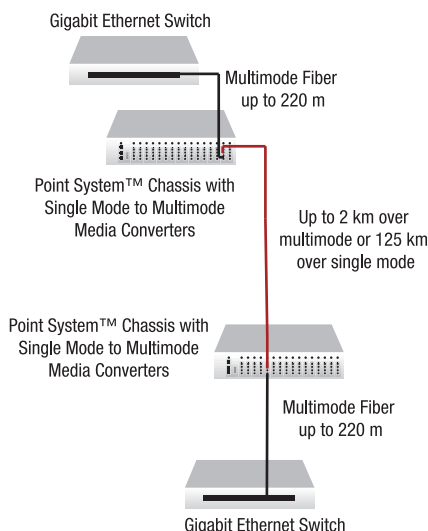 Gigabit Ethernet Switch
Multimode Fiber
up to 220 m
Point System™ Chassis with
Single Mode to Multimode
Media Converters
Up to 2 km over
multimode or 125 km
over single mode
Point System™ Chassis with
Single Mode to Multimode
Media Converters
Multimode Fiber
up to 220 m
Gigabit Ethernet Switch